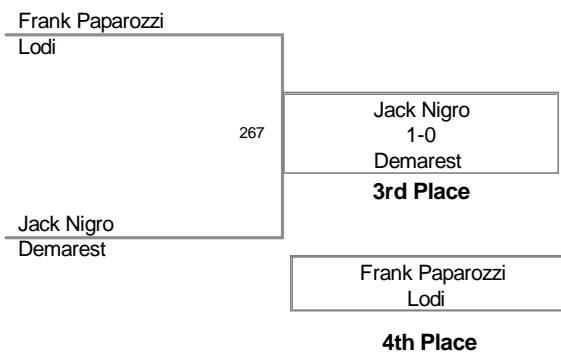 Frank Paparozzi
Lodi
267
Jack Nigro
1-0
Demarest
3rd Place
Jack Nigro
Demarest
Frank Paparozzi
Lodi
4th Place